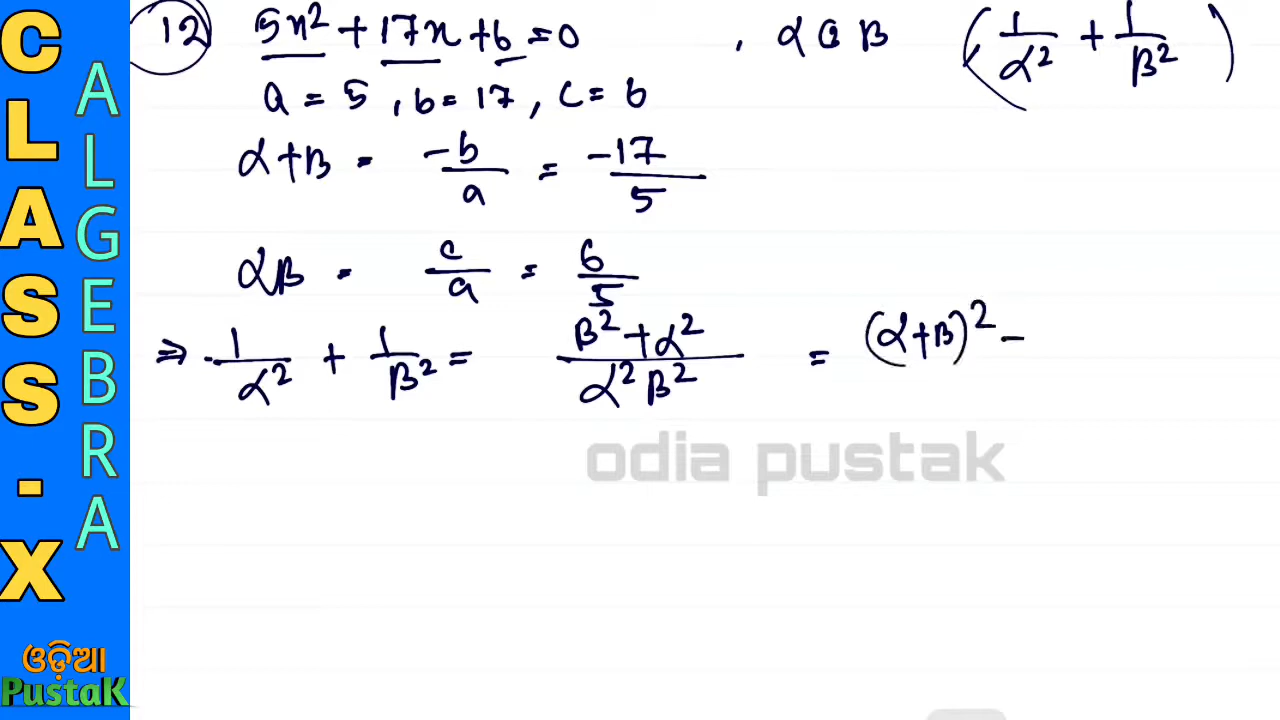 CLASS-X
ALGEBRA
ଓଡ଼ିଆ
PustaK
12) 5x² + 17x + 6 = 0 , α Q β (1/α² + 1/β²)
a = 5 , b = 17 , c = 6
α+β = -b/a = -17/5
αβ = c/a = 6/5
⇒ 1/α² + 1/β² = β²+α²/α²β² = (α+β)² -
odia pustak